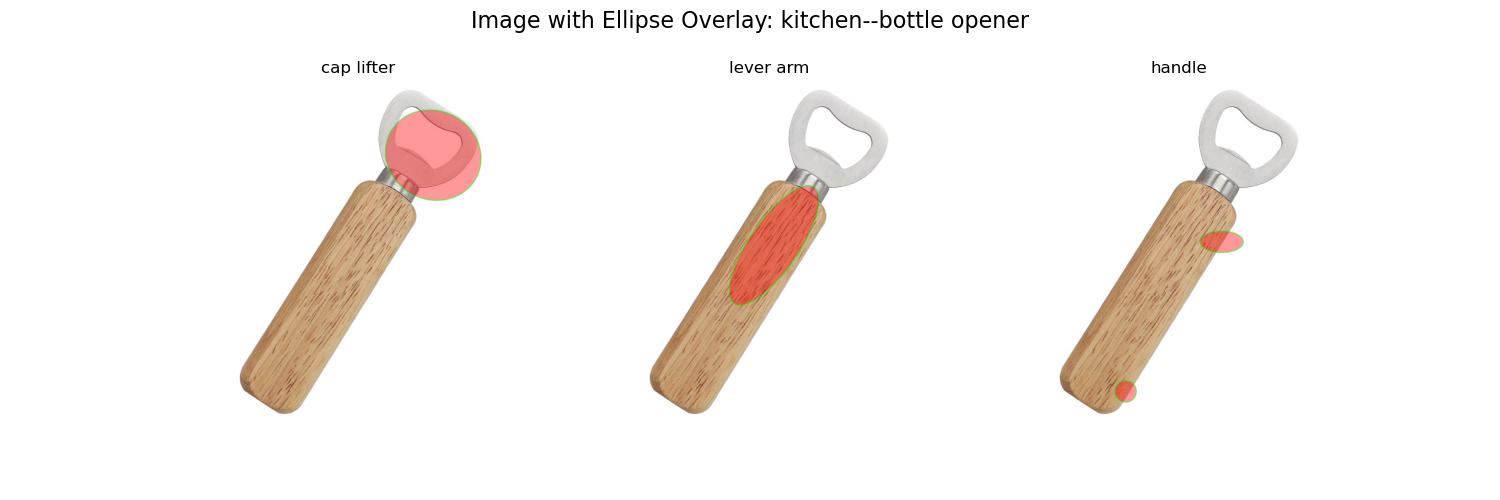 Image with Ellipse Overlay: kitchen--bottle opener
cap lifter
lever arm
handle